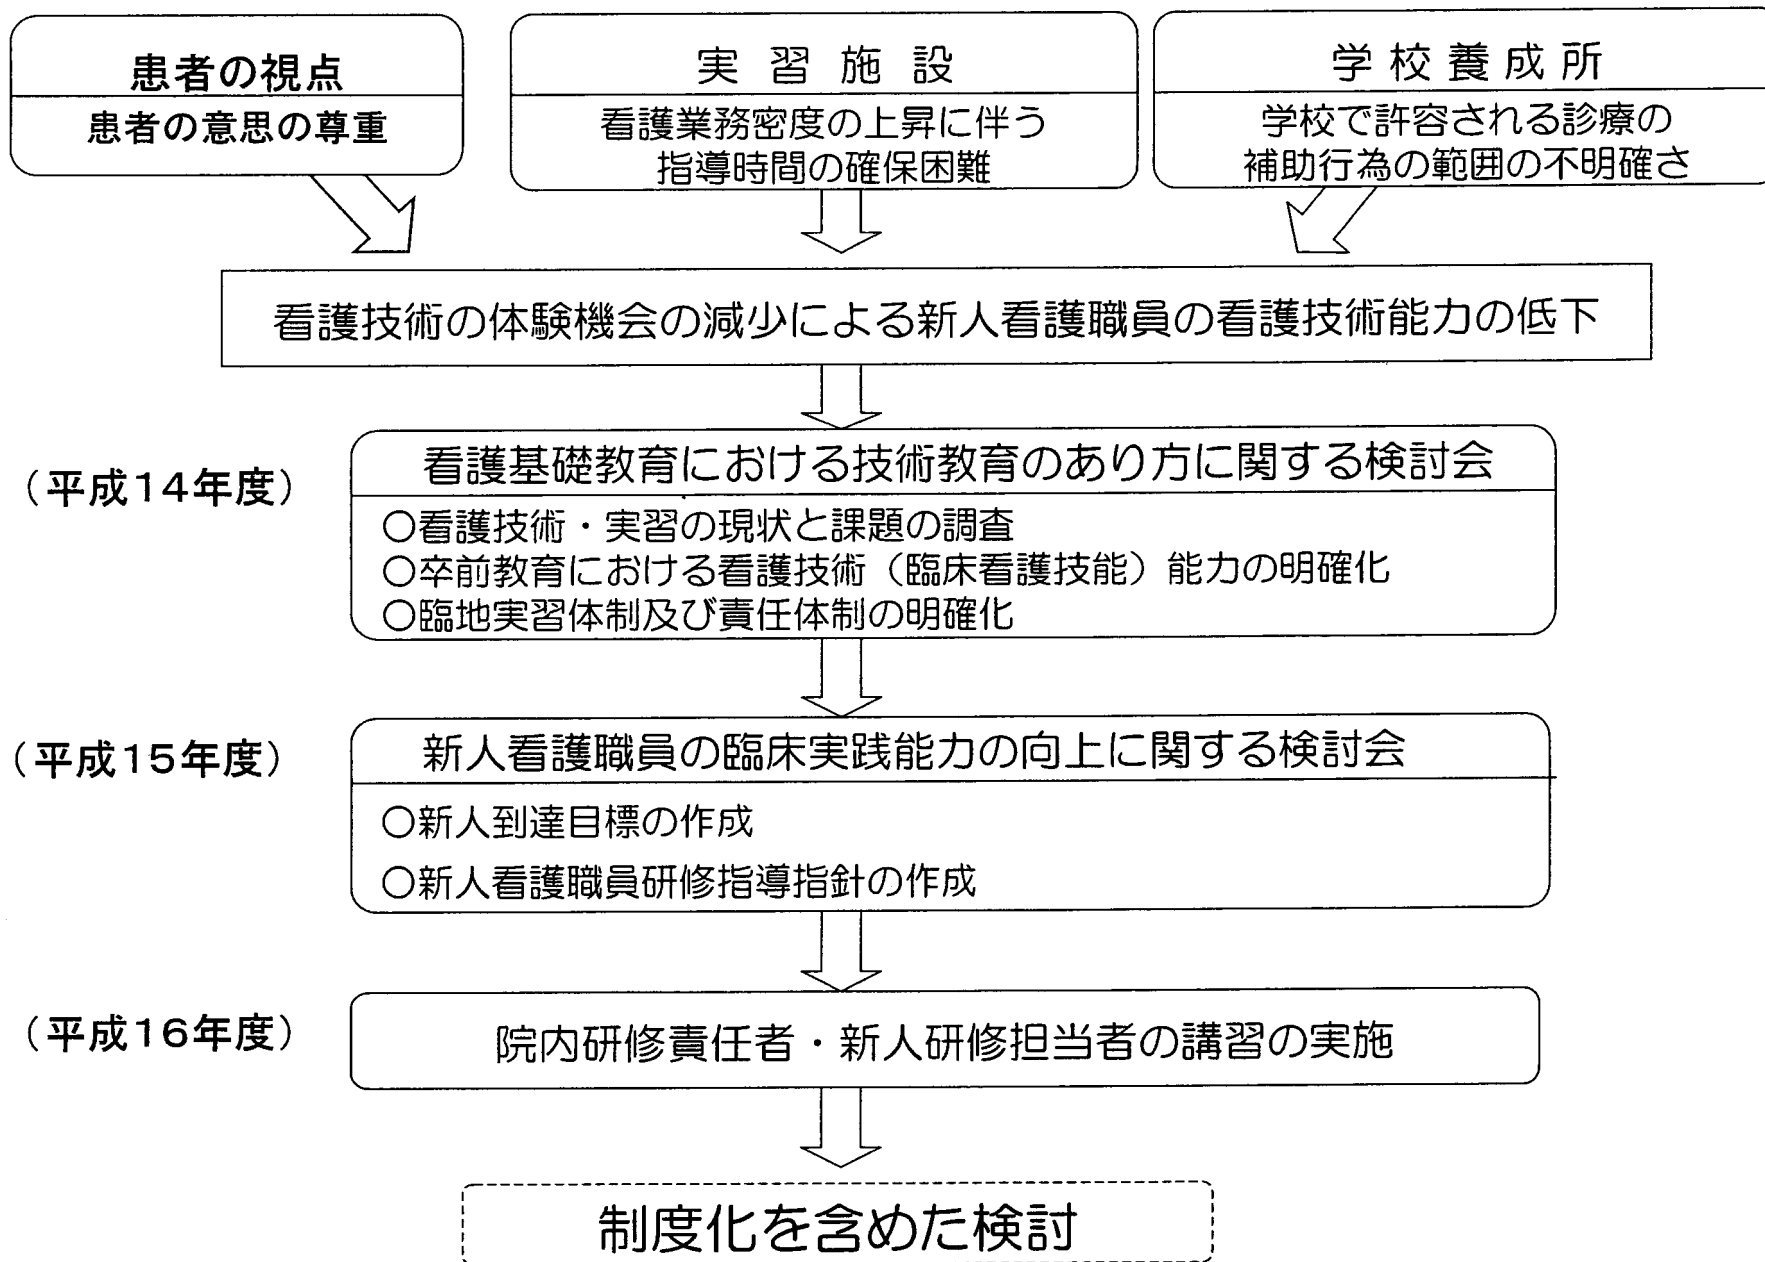 患者の視点
患者の意思の尊重
実習施設
看護業務密度の上昇に伴う
指導時間の確保困難
学校養成所
学校で許容される診療の
補助行為の範囲の不明確さ
看護技術の体験機会の減少による新人看護職員の看護技術能力の低下
（平成14年度）
看護基礎教育における技術教育のあり方に関する検討会
○看護技術・実習の現状と課題の調査
○卒前教育における看護技術（臨床看護技能）能力の明確化
○臨地実習体制及び責任体制の明確化
（平成15年度）
新人看護職員の臨床実践能力の向上に関する検討会
○新人到達目標の作成
○新人看護職員研修指導指針の作成
（平成16年度）
院内研修責任者・新人研修担当者の講習の実施
制度化を含めた検討